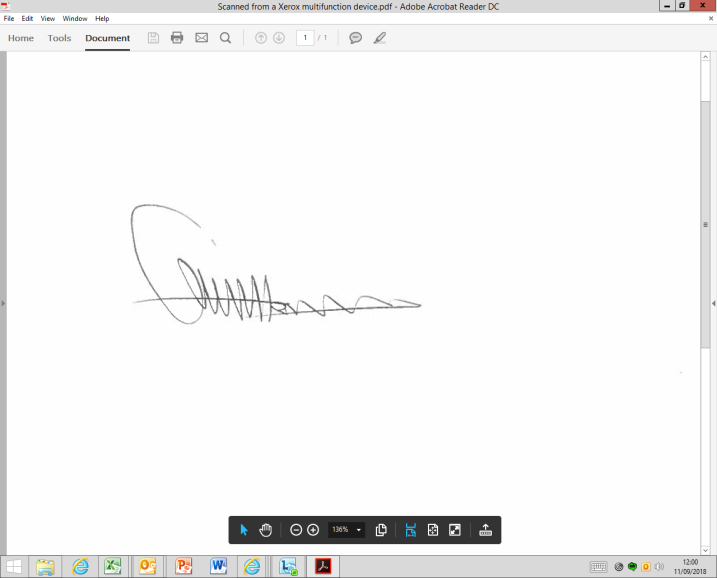 Scanned from a Xerox multifunction device.pdf - Adobe Acrobat Reader DC
File Edit View Window Help
Home Tools Document 1 / 1
136%
12:00
11/09/2018